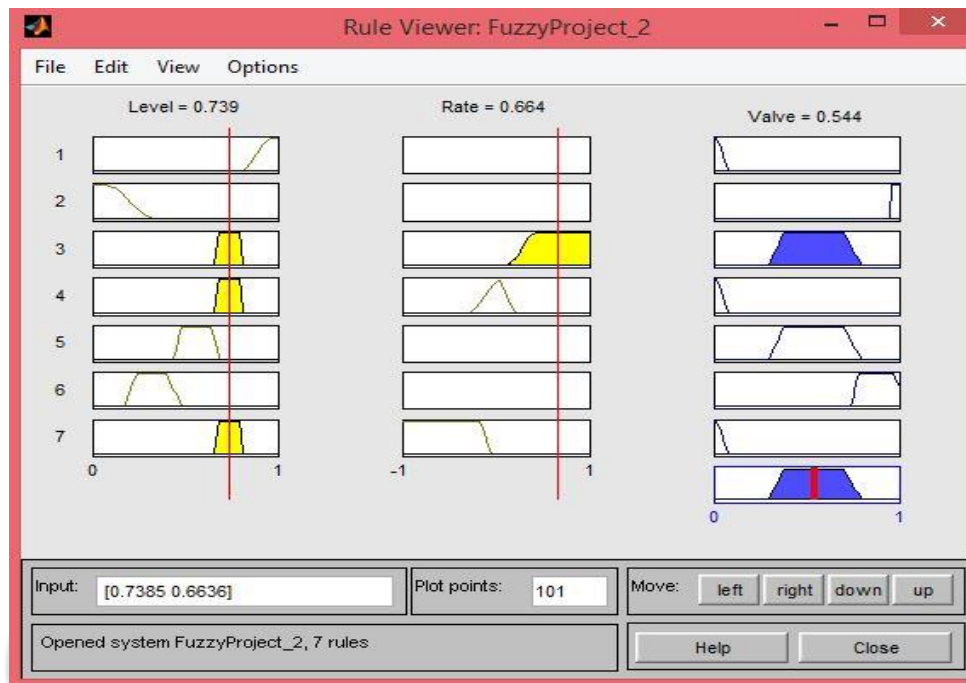 Rule Viewer: FuzzyProject_2
File Edit View Options
Level = 0.739 Rate = 0.664 Valve = 0.544
1
2
3
4
5
6
7
0 1 -1 1
0 1
Input: [0.7385 0.6636] Plot points: 101 Move: left right down up
Opened system FuzzyProject_2, 7 rules Help Close